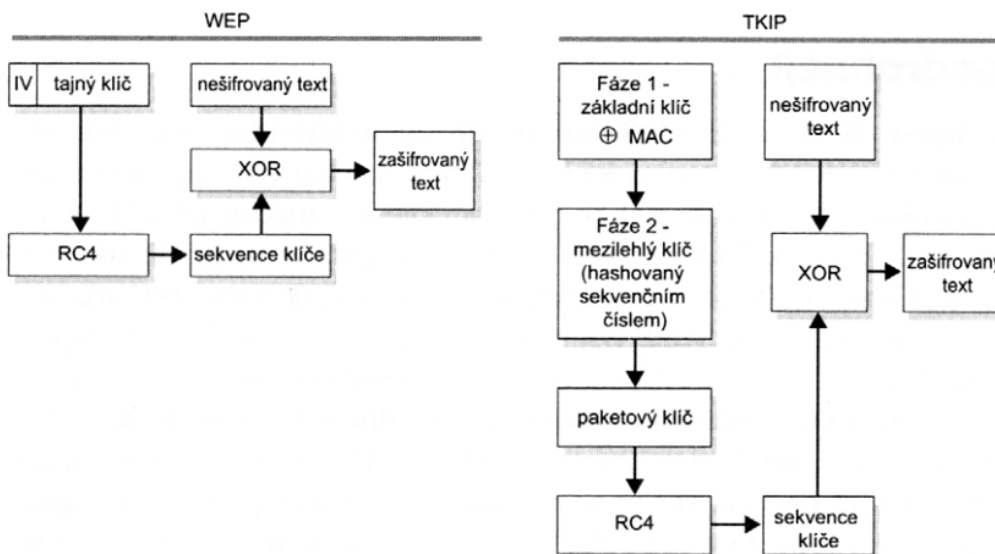 WEP
IV tajný klíč
nešifrovaný text
XOR
zašifrovaný
text
RC4
sekvence klíče
TKIP
Fáze 1 -
základní klíč
⊕ MAC
nešifrovaný
text
Fáze 2 -
mezilehlý klíč
(hashovaný
sekvenčním
číslem)
XOR
zašifrovaný
text
paketový klíč
RC4
sekvence
klíče